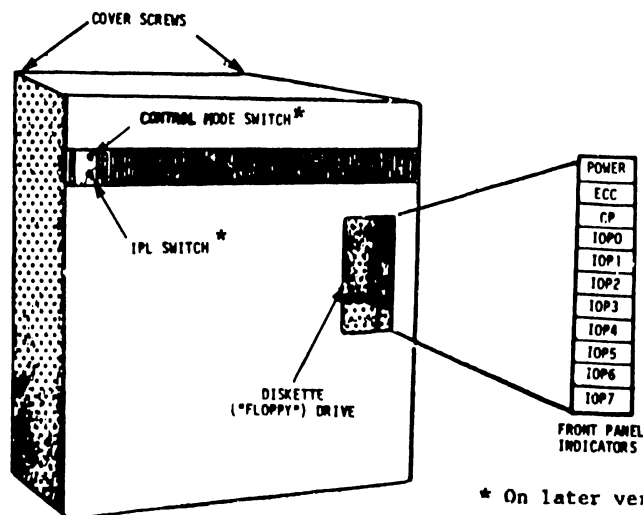 COVER SCREWS
CONTROL MODE SWITCH*
IPL SWITCH*
DISKETTE
("FLOPPY") DRIVE
POWER
ECC
CP
IOP0
IOP1
IOP2
IOP3
IOP4
IOP5
IOP6
IOP7
FRONT PANEL
INDICATORS
* On later